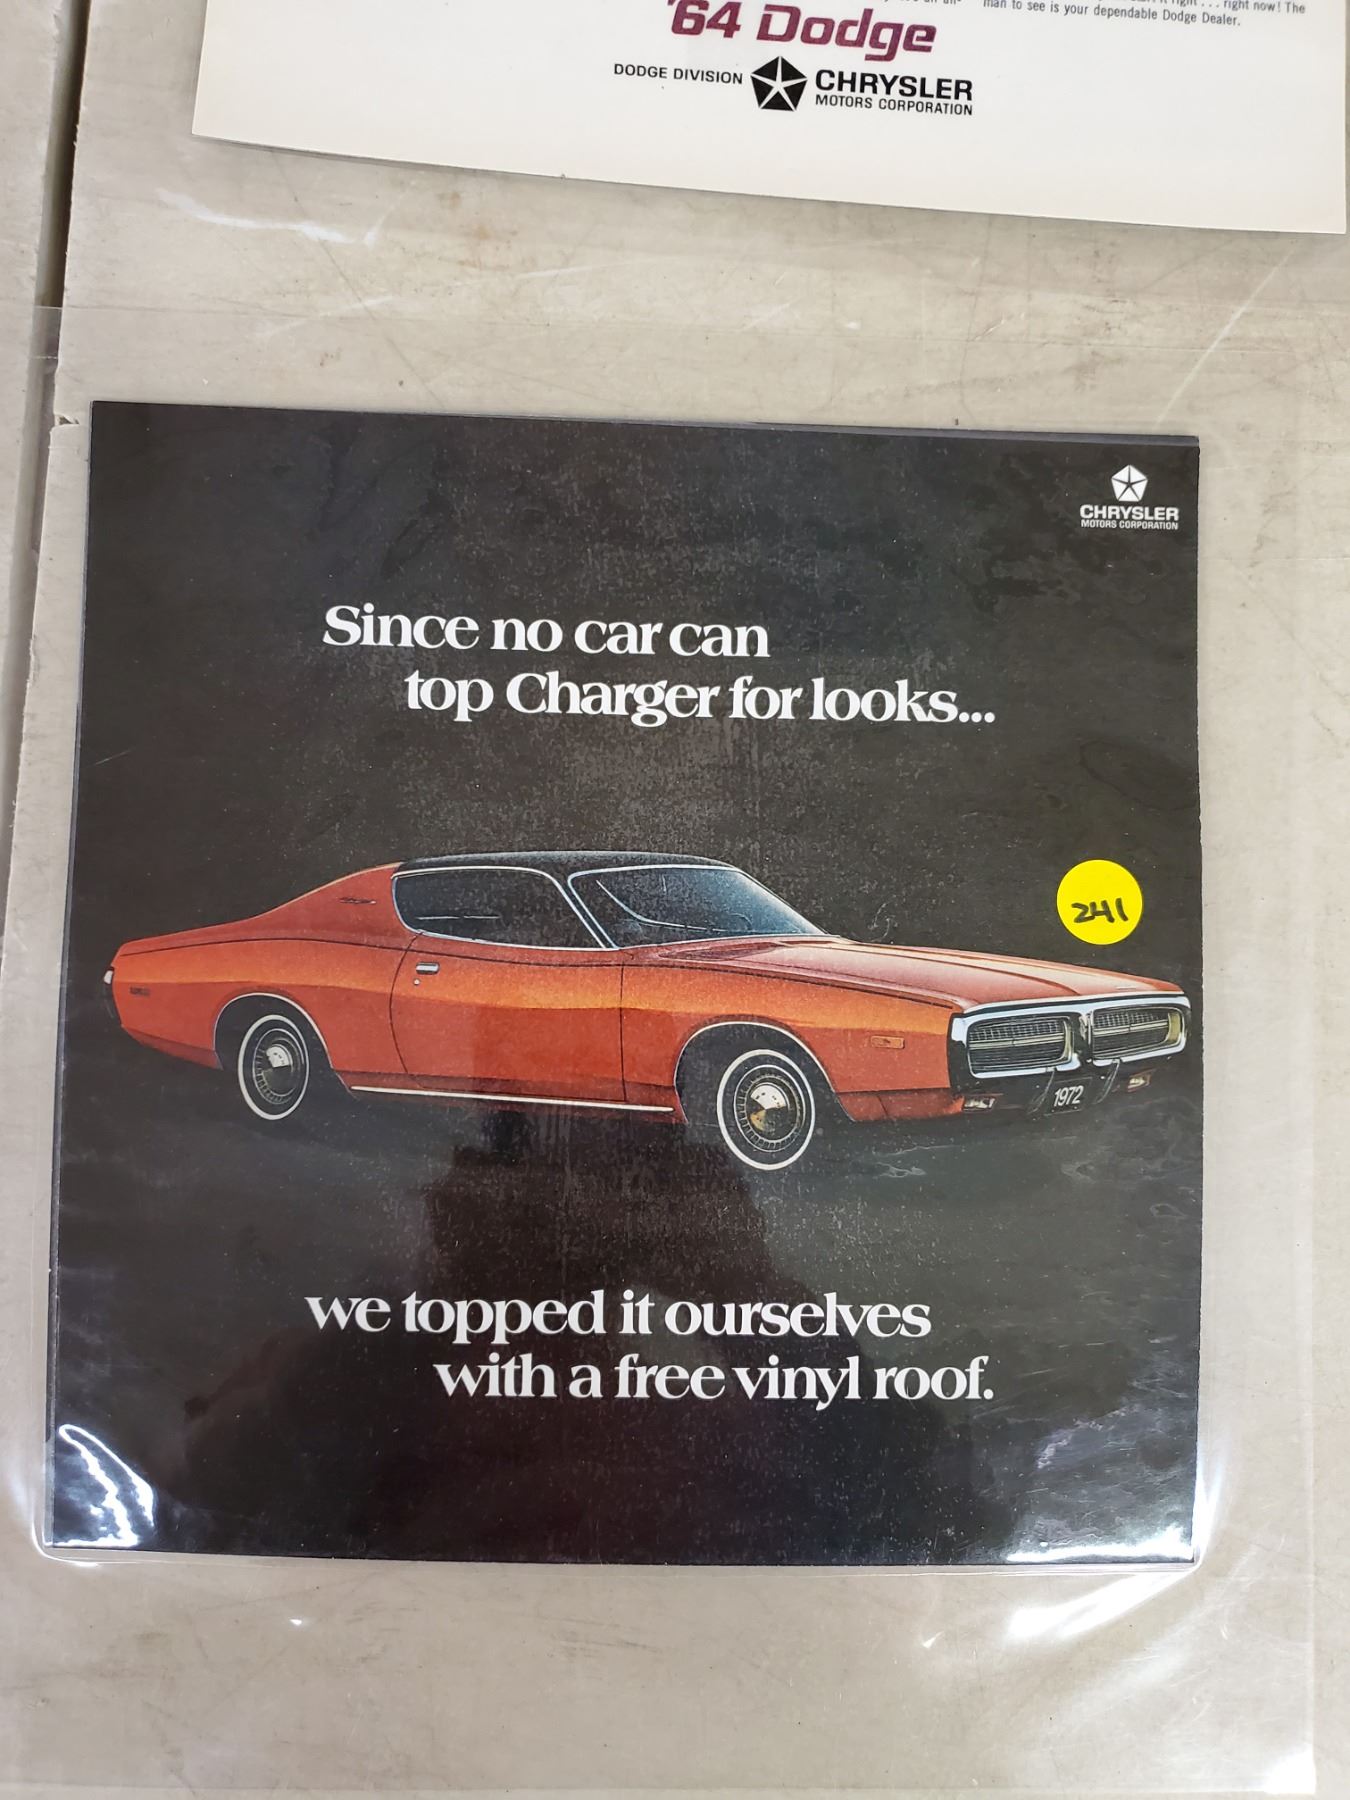 right . . . right now! The
man to see is your dependable Dodge Dealer.
'64 Dodge
DODGE DIVISION CHRYSLER
MOTORS CORPORATION
CHRYSLER
MOTORS CORPORATION
Since no car can
top Charger for looks...
241
1972
we topped it ourselves
with a free vinyl roof.